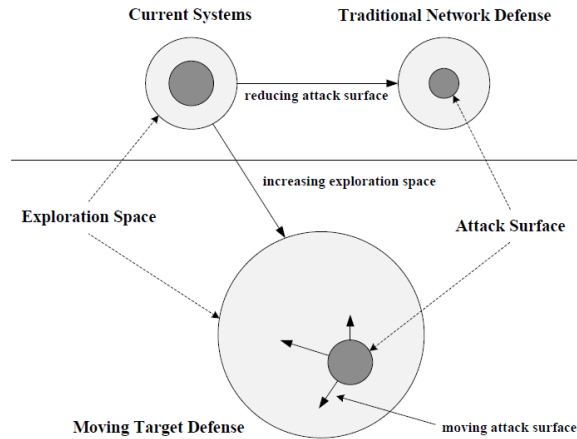 Current Systems
Traditional Network Defense
reducing attack surface
increasing exploration space
Exploration Space
Attack Surface
Moving Target Defense
moving attack surface